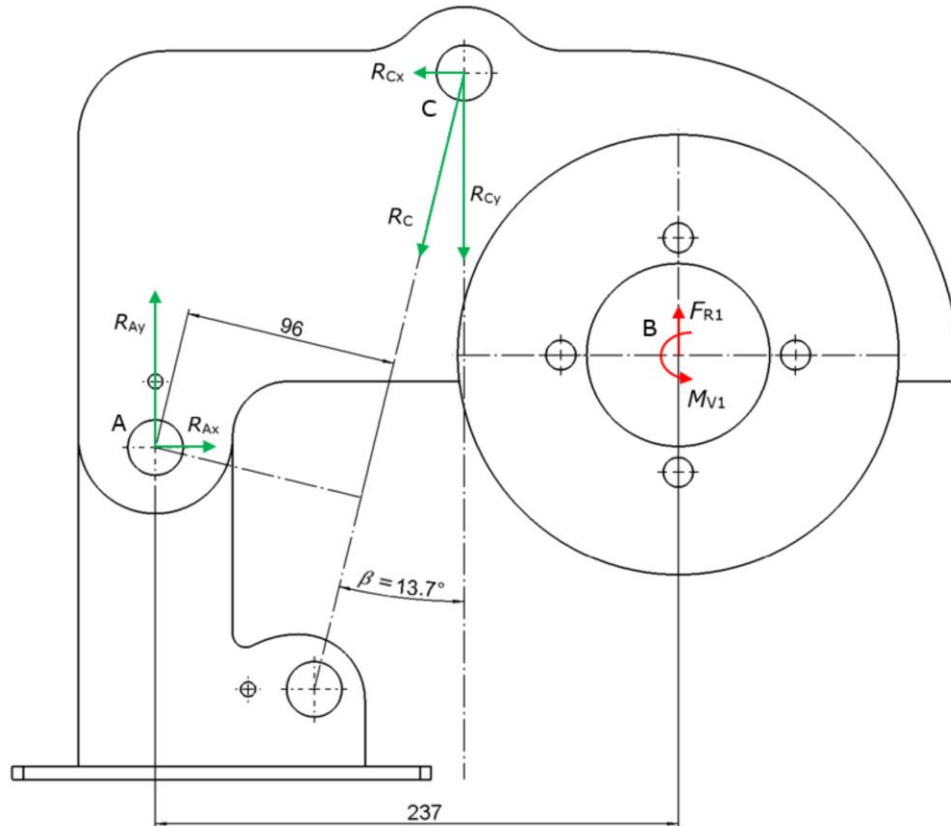 R_Cx
C
R_Cy
R_C
R_Ay
96
F_R1
B
M_V1
A
R_Ax
β = 13.7°
237